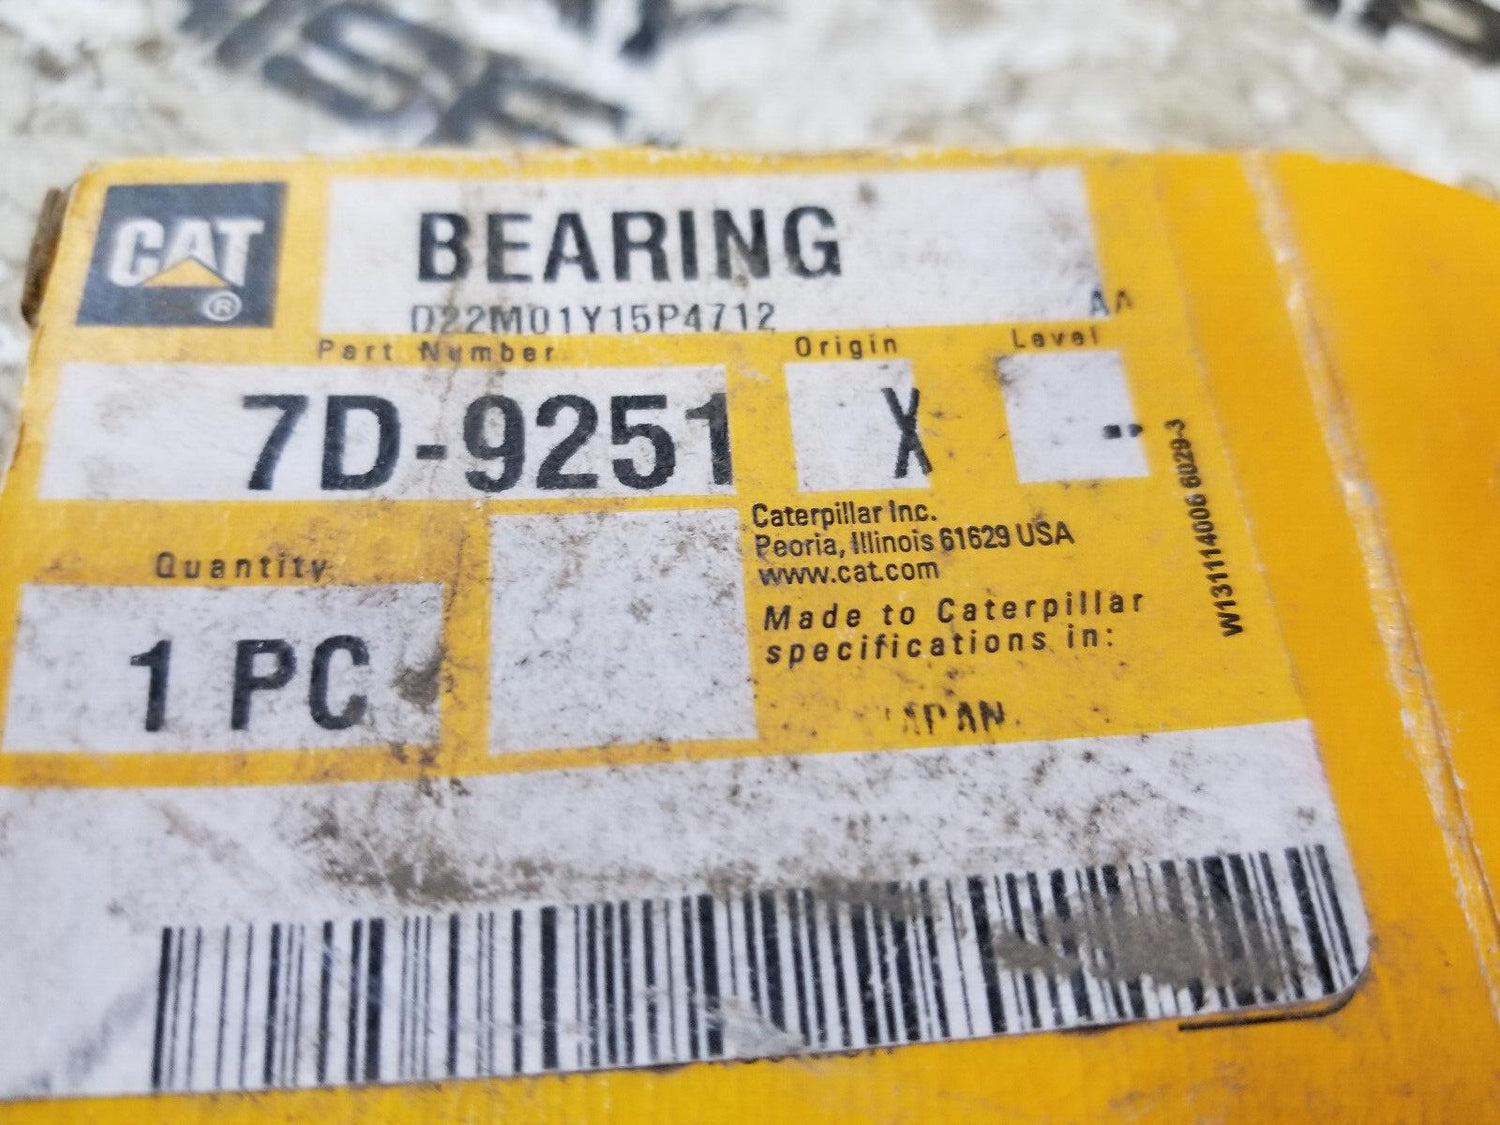 CAT
®
BEARING
D22M01Y15P4712
AA
Part Number
Origin
Level
7D-9251
X
--
Quantity
1 PC
Caterpillar Inc.
Peoria, Illinois 61629 USA
www.cat.com
Made to Caterpillar
specifications in:
JAPAN
W131114006 6029-3